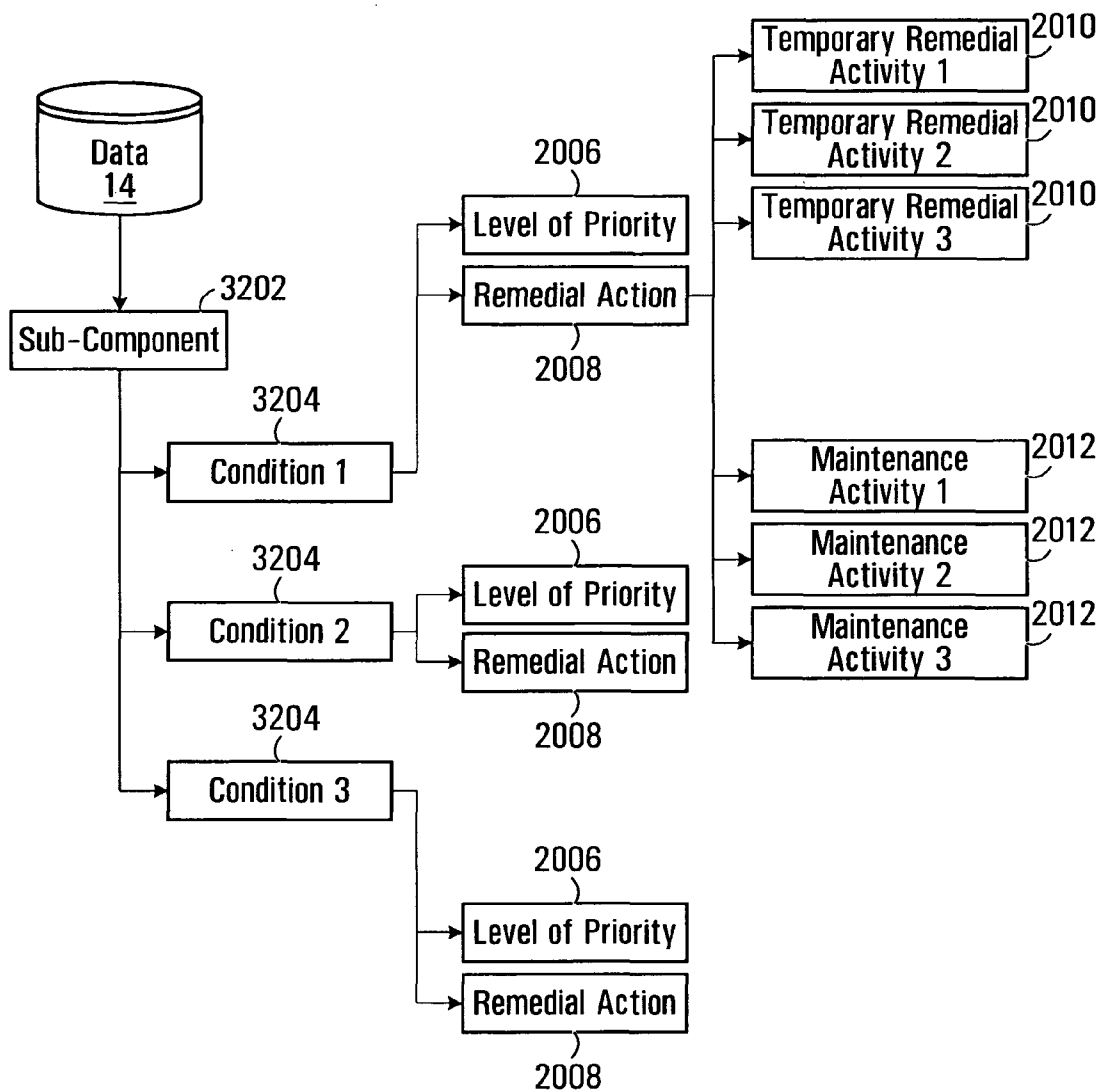 Data
14
3202
Sub-Component
3204
Condition 1
3204
Condition 2
3204
Condition 3
2006
Level of Priority
Remedial Action
2008
2006
Level of Priority
Remedial Action
2008
2006
Level of Priority
Remedial Action
2008
Temporary Remedial
Activity 1
2010
Temporary Remedial
Activity 2
2010
Temporary Remedial
Activity 3
2010
Maintenance
Activity 1
2012
Maintenance
Activity 2
2012
Maintenance
Activity 3
2012